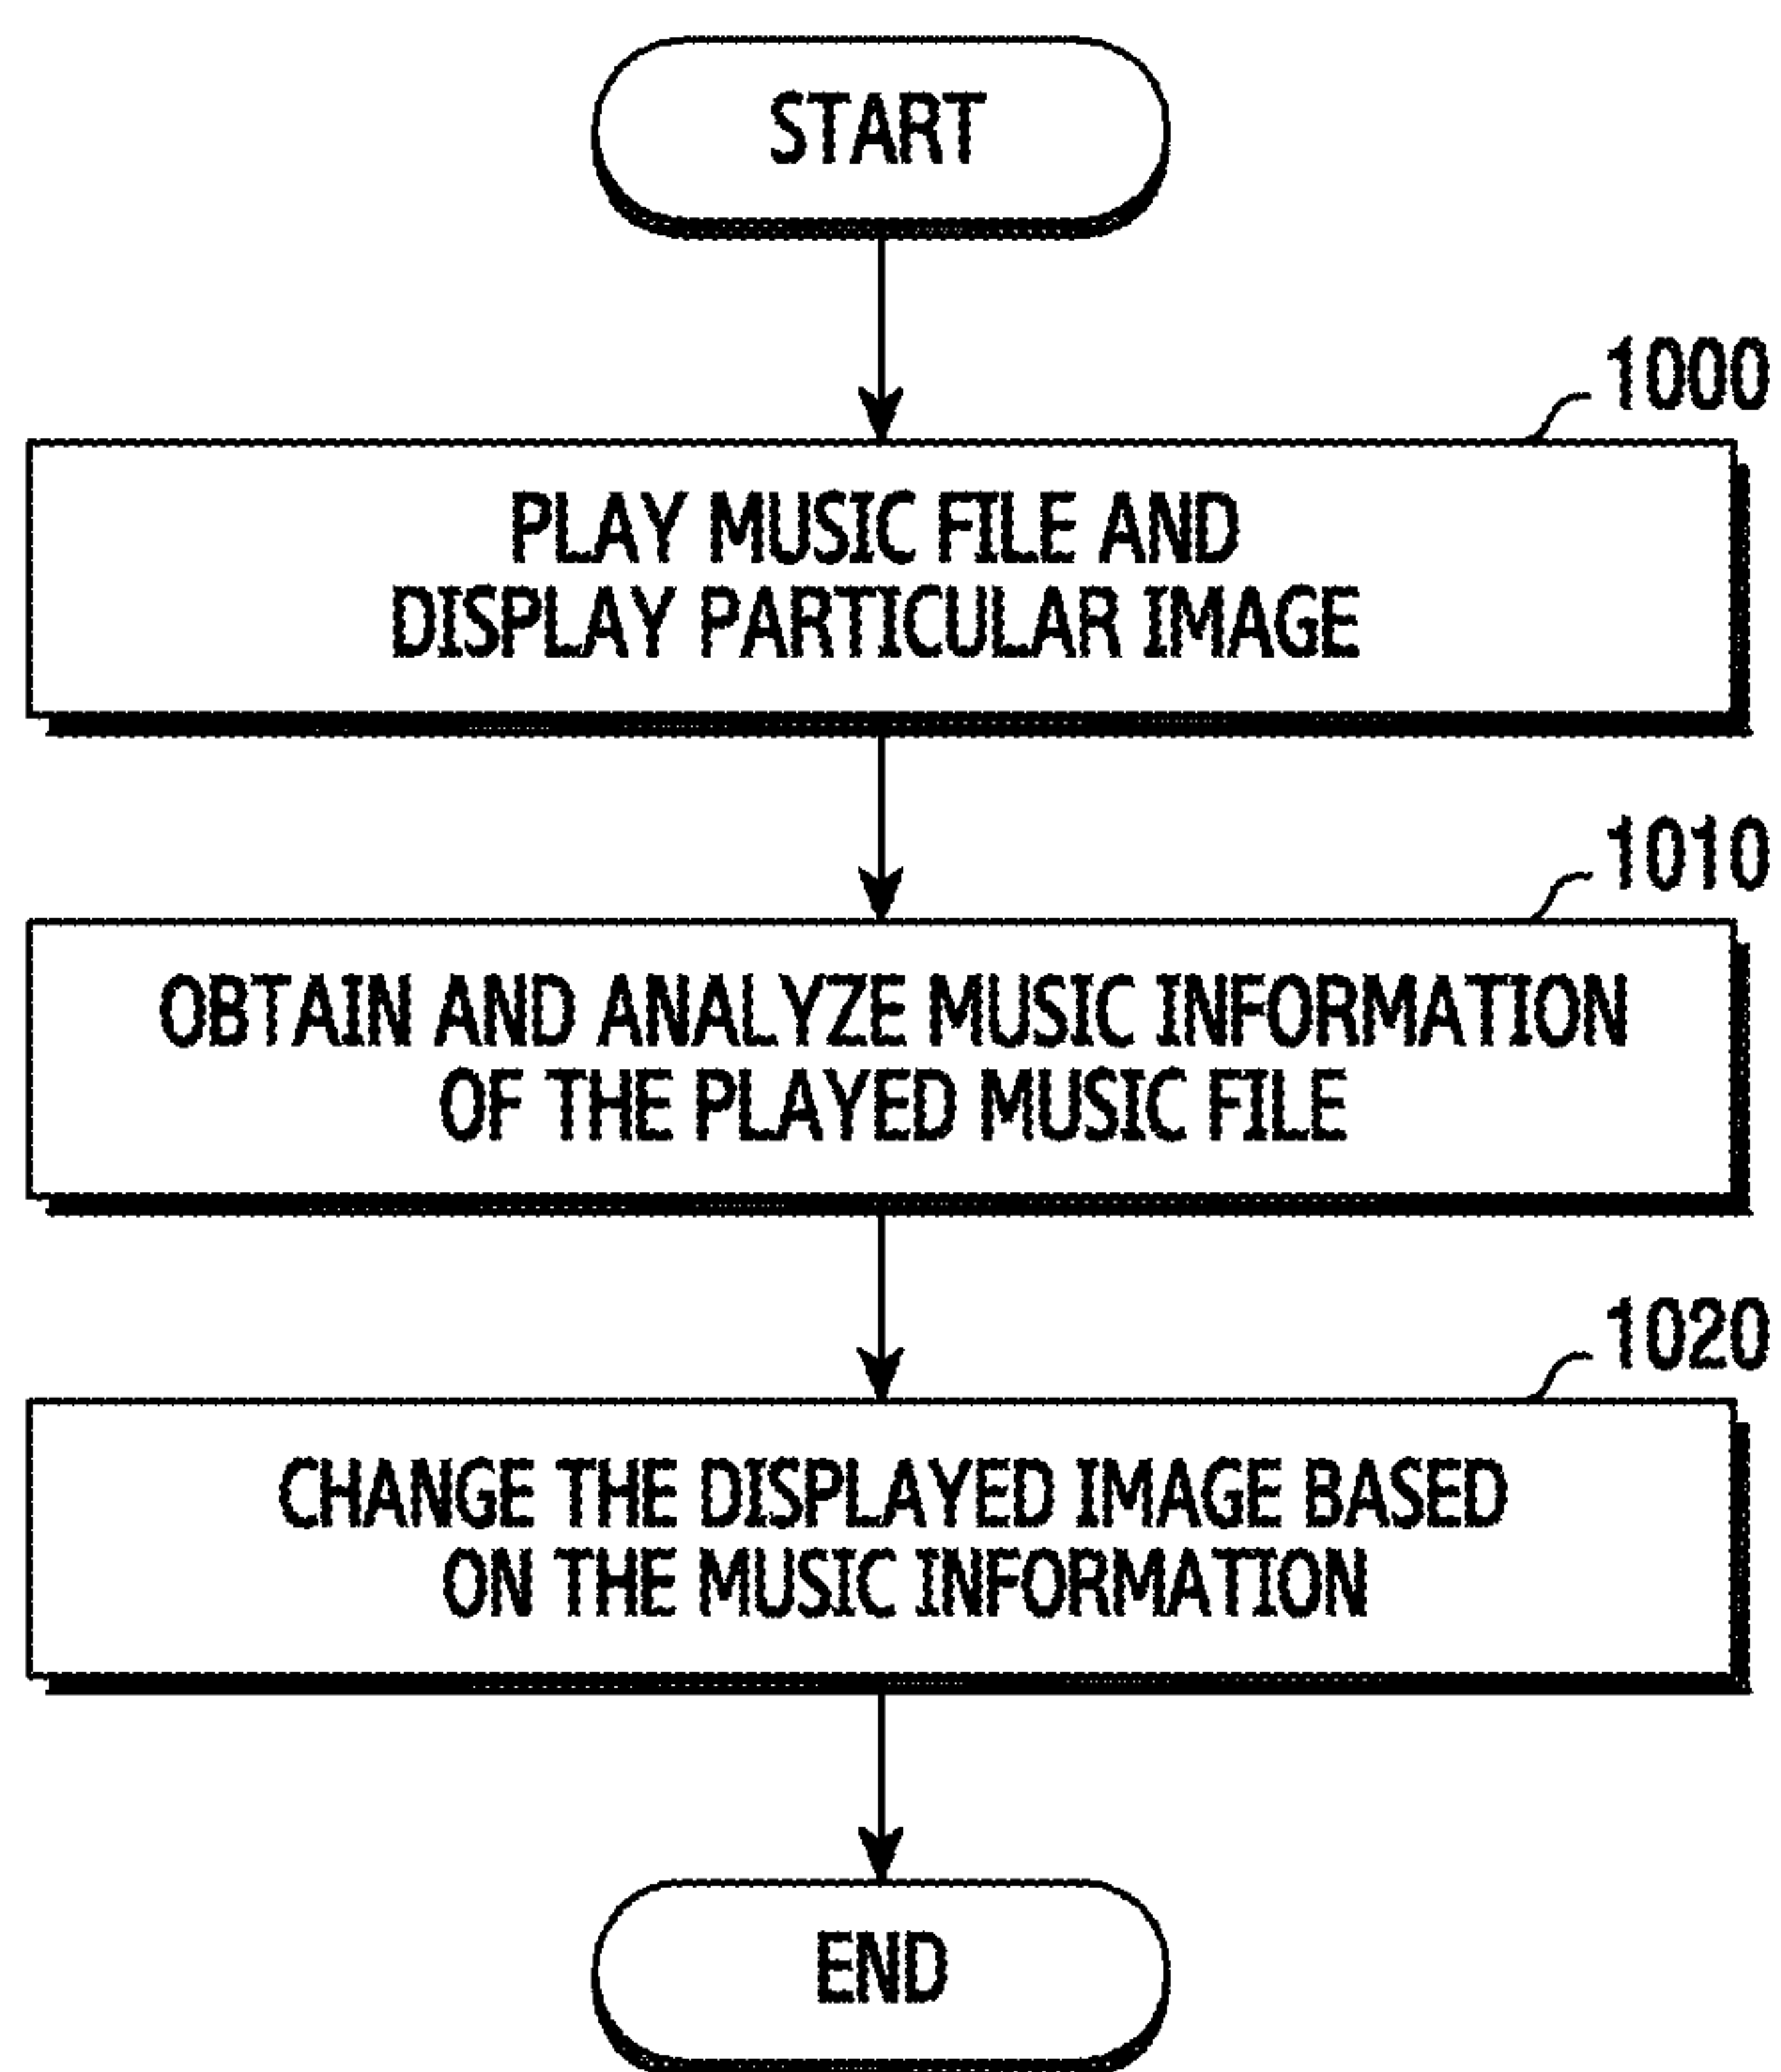 START
1000
PLAY MUSIC FILE AND
DISPLAY PARTICULAR IMAGE
1010
OBTAIN AND ANALYZE MUSIC INFORMATION
OF THE PLAYED MUSIC FILE
1020
CHANGE THE DISPLAYED IMAGE BASED
ON THE MUSIC INFORMATION
END